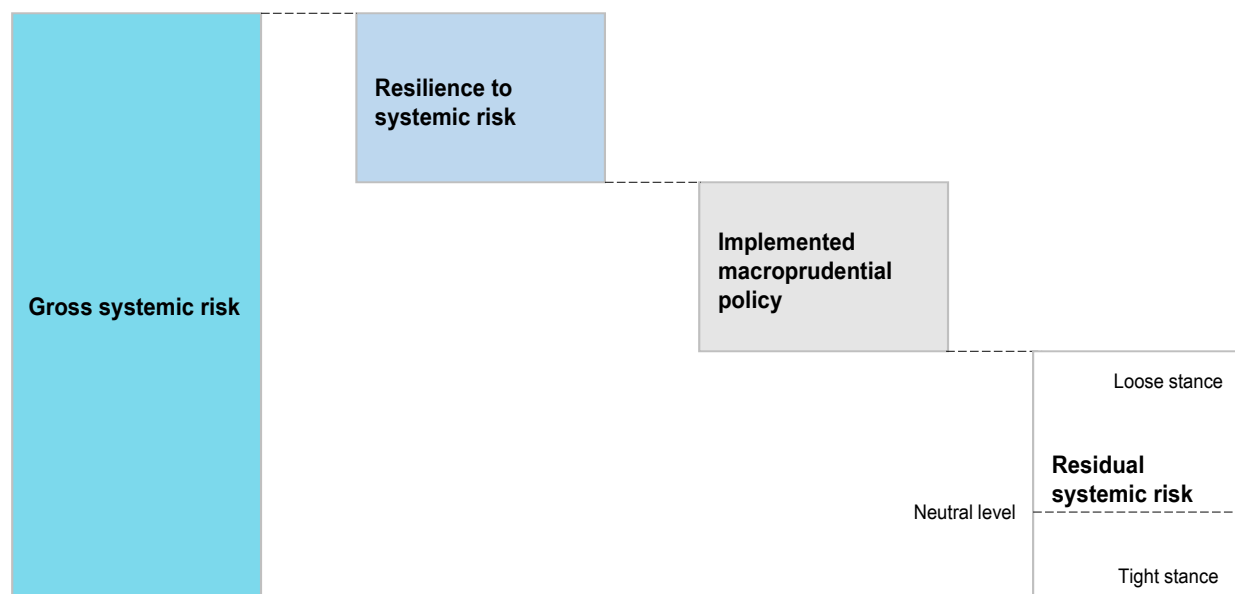 Gross systemic risk
Resilience to
systemic risk
Implemented
macroprudential
policy
Loose stance
Residual
systemic risk
Neutral level
Tight stance